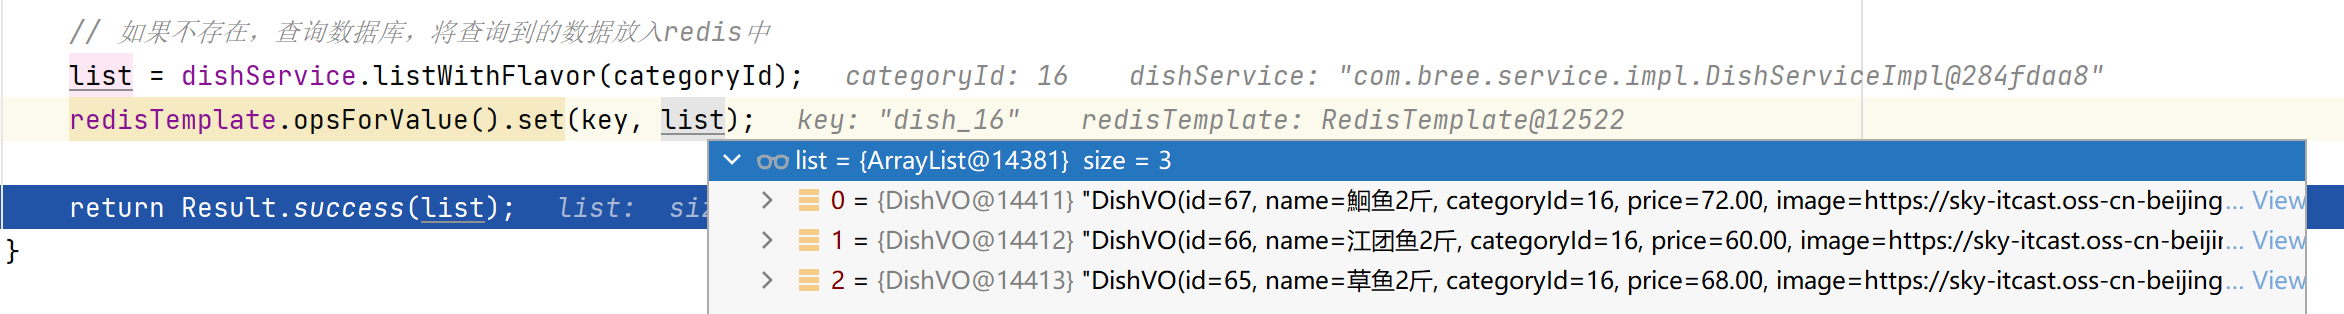 // 如果不存在，查询数据库，将查询到的数据放入redis中
list = dishService.listWithFlavor(categoryId);   categoryId: 16    dishService: "com.bree.service.impl.DishServiceImpl@284fdaa8"
redisTemplate.opsForValue().set(key, list);   key: "dish_16"    redisTemplate: RedisTemplate@12522
list = {ArrayList@14381}  size = 3
0 = {DishVO@14411} "DishVO(id=67, name=鮰鱼2斤, categoryId=16, price=72.00, image=https://sky-itcast.oss-cn-beijing... View
1 = {DishVO@14412} "DishVO(id=66, name=江团鱼2斤, categoryId=16, price=60.00, image=https://sky-itcast.oss-cn-beijin... View
2 = {DishVO@14413} "DishVO(id=65, name=草鱼2斤, categoryId=16, price=68.00, image=https://sky-itcast.oss-cn-beijing... View
return Result.success(list);   list:  siz
}